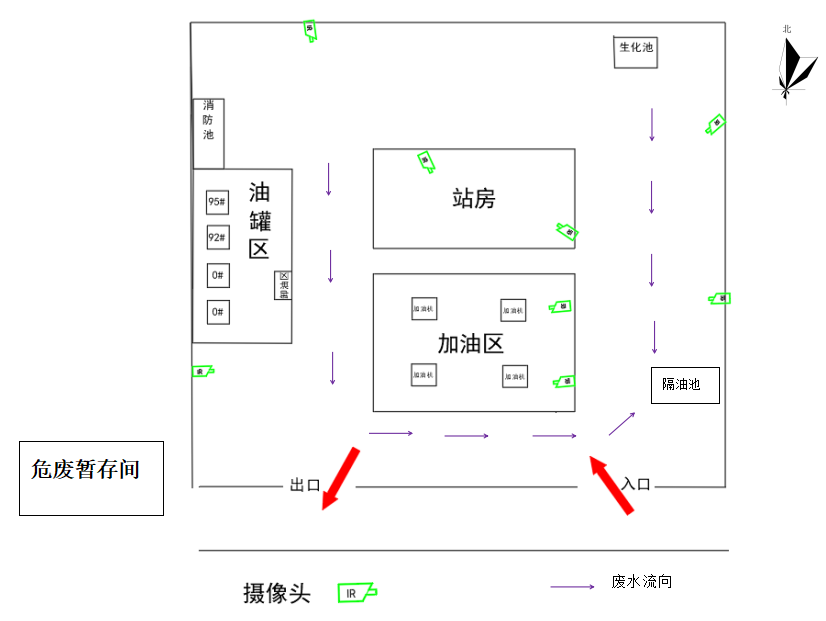 北
生化池
消
防
池
油
罐
区
95#
92#
0#
0#
站房
加油机
加油机
加油区
加油机
加油机
隔油池
危废暂存间
出口
入口
摄像头
IR
废水流向